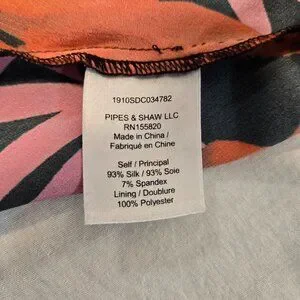 1910SDC034782
PIPES & SHAW LLC
RN155820
Made in China /
Fabriqué en Chine
Self / Principal
93% Silk / 93% Soie
7% Spandex
Lining / Doublure
100% Polyester